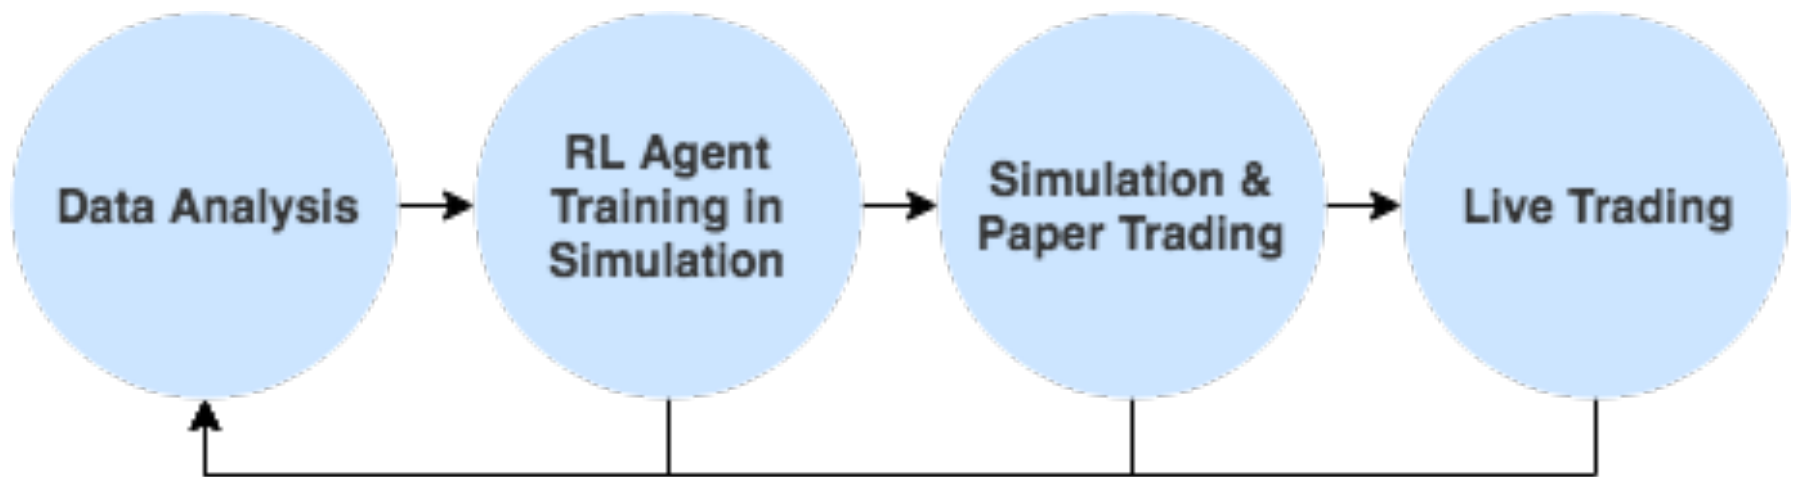 Data Analysis
RL Agent
Training in
Simulation
Simulation &
Paper Trading
Live Trading